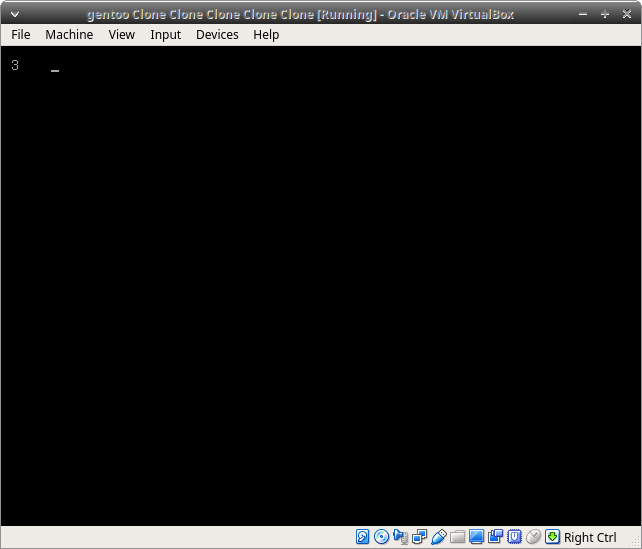 gentoo Clone Clone Clone Clone Clone [Running] - Oracle VM VirtualBox
File Machine View Input Devices Help
3 _
Right Ctrl